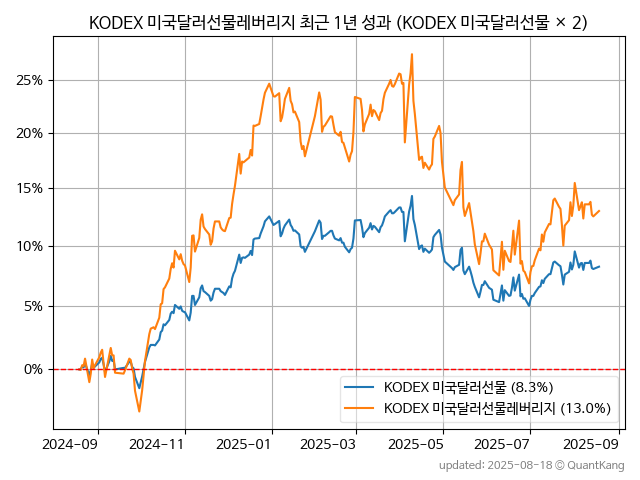 KODEX 미국달러선물레버리지 최근 1년 성과 (KODEX 미국달러선물 × 2)
25%
20%
15%
10%
5%
0%
KODEX 미국달러선물 (8.3%)
KODEX 미국달러선물레버리지 (13.0%)
2024-09 2024-11 2025-01 2025-03 2025-05 2025-07 2025-09
updated: 2025-08-18 © QuantKang